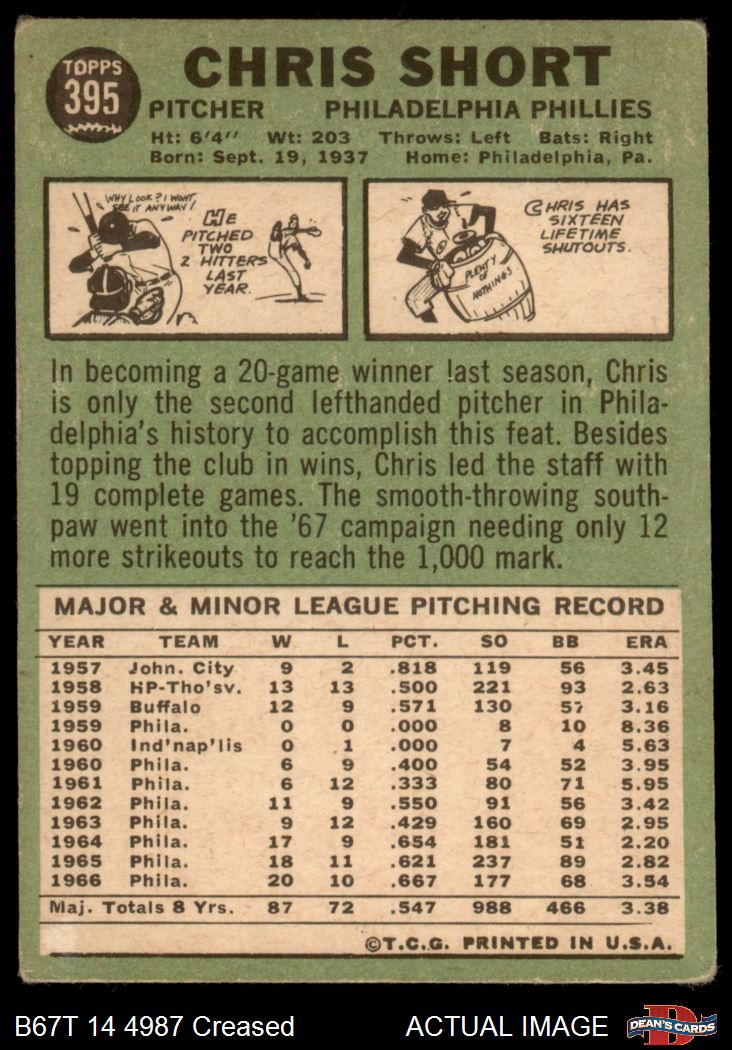 TOPPS
395
CHRIS SHORT
PITCHER PHILADELPHIA PHILLIES
Ht: 6'4" Wt: 203 Throws: Left Bats: Right
Born: Sept. 19, 1937 Home: Philadelphia, Pa.
WHY LOOK? I WON'T
SEE IT ANYWAY!
HE
PITCHED
TWO
2 HITTERS
LAST
YEAR.
PLENTY
OF
NOTHINGS
CHRIS HAS
SIXTEEN
LIFETIME
SHUTOUTS.
In becoming a 20-game winner last season, Chris
is only the second lefthanded pitcher in Phila-
delphia's history to accomplish this feat. Besides
topping the club in wins, Chris led the staff with
19 complete games. The smooth-throwing south-
paw went into the '67 campaign needing only 12
more strikeouts to reach the 1,000 mark.
MAJOR & MINOR LEAGUE PITCHING RECORD
YEAR TEAM W L PCT. SO BB ERA
1957 John. City 9 2 .818 119 56 3.45
1958 HP-Tho'sv. 13 13 .500 221 93 2.63
1959 Buffalo 12 9 .571 130 57 3.16
1959 Phila. 0 0 .000 8 10 8.36
1960 Ind'nap'lis 0 1 .000 7 4 5.63
1960 Phila. 6 9 .400 54 52 3.95
1961 Phila. 6 12 .333 80 71 5.95
1962 Phila. 11 9 .550 91 56 3.42
1963 Phila. 9 12 .429 160 69 2.95
1964 Phila. 17 9 .654 181 51 2.20
1965 Phila. 18 11 .621 237 89 2.82
1966 Phila. 20 10 .667 177 68 3.54
Maj. Totals 8 Yrs. 87 72 .547 988 466 3.38
©T.C.G. PRINTED IN U.S.A.
B67T 14 4987 Creased ACTUAL IMAGE
D
DEAN'S CARDS